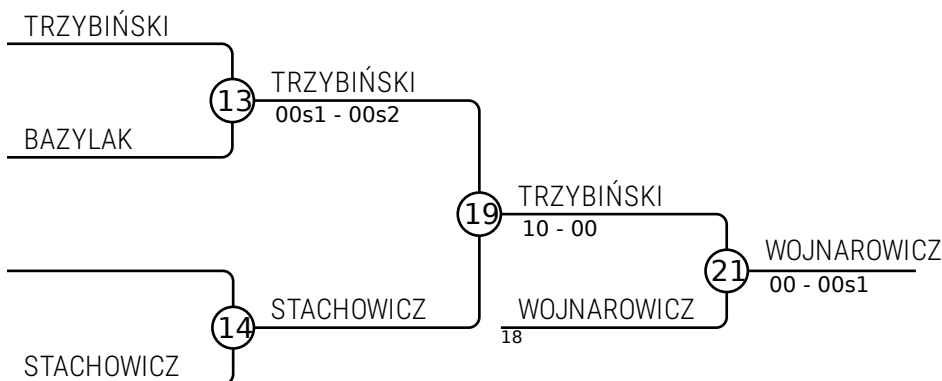 TRZYBIŃSKI
13
TRZYBIŃSKI
00s1 - 00s2
BAZYLAK
19
TRZYBIŃSKI
10 - 00
21
WOJNAROWICZ
00 - 00s1
14
STACHOWICZ
WOJNAROWICZ
18
STACHOWICZ